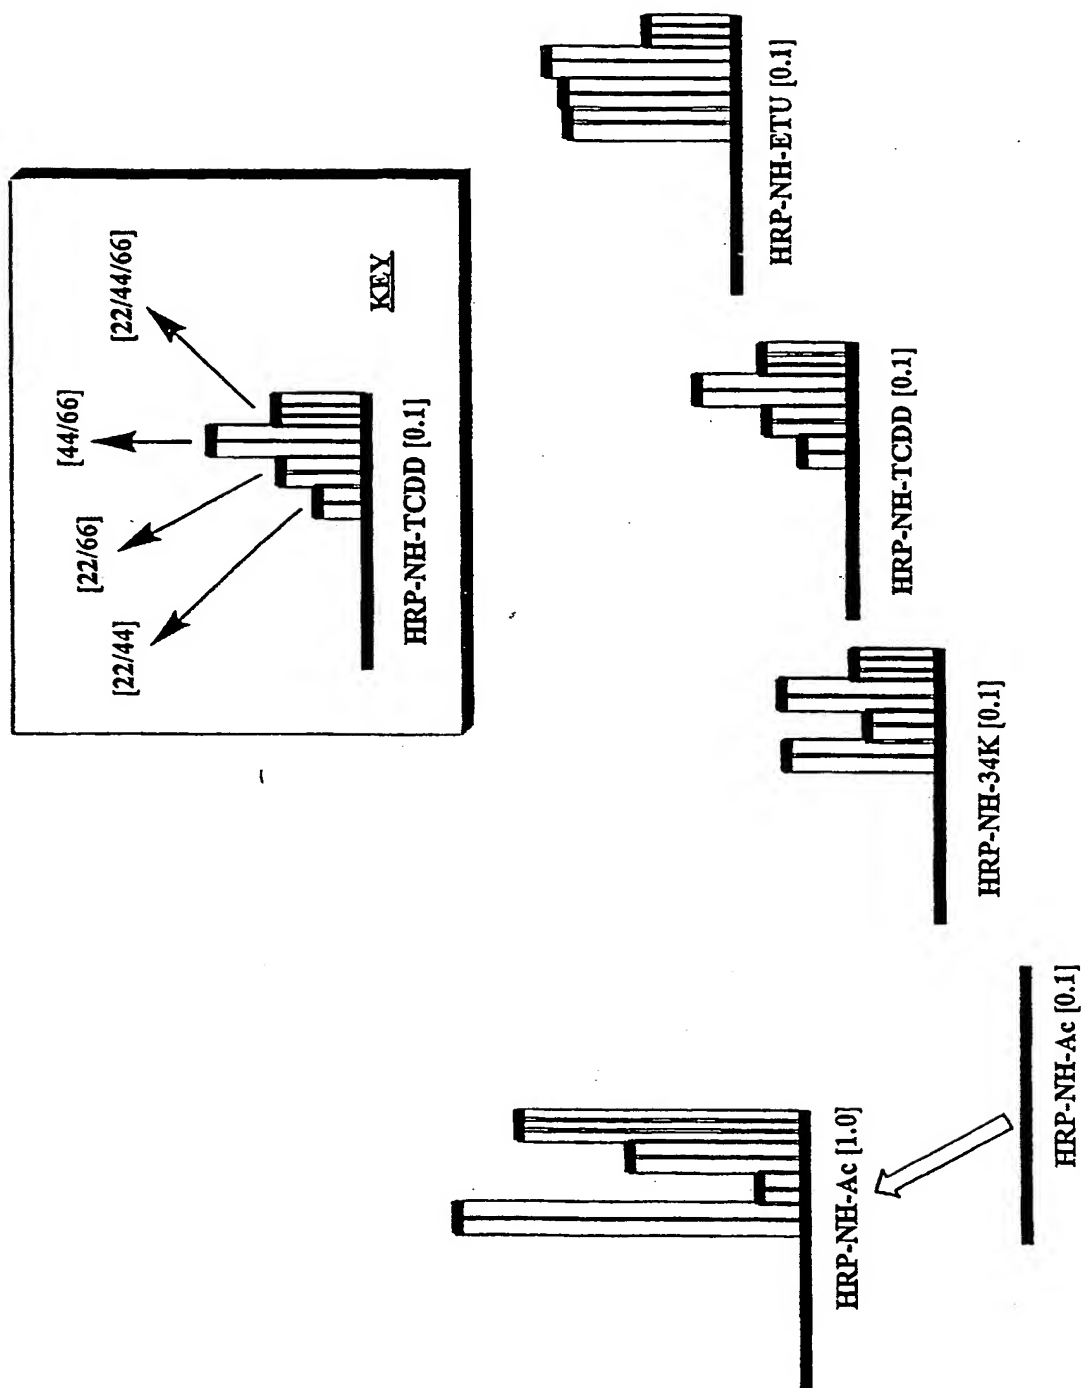 [22/44]
[22/66]
[44/66]
[22/44/66]
HRP-NH-TCDD [0.1]
KEY
HRP-NH-Ac [1.0]
HRP-NH-Ac [0.1]
HRP-NH-34K [0.1]
HRP-NH-TCDD [0.1]
HRP-NH-ETU [0.1]